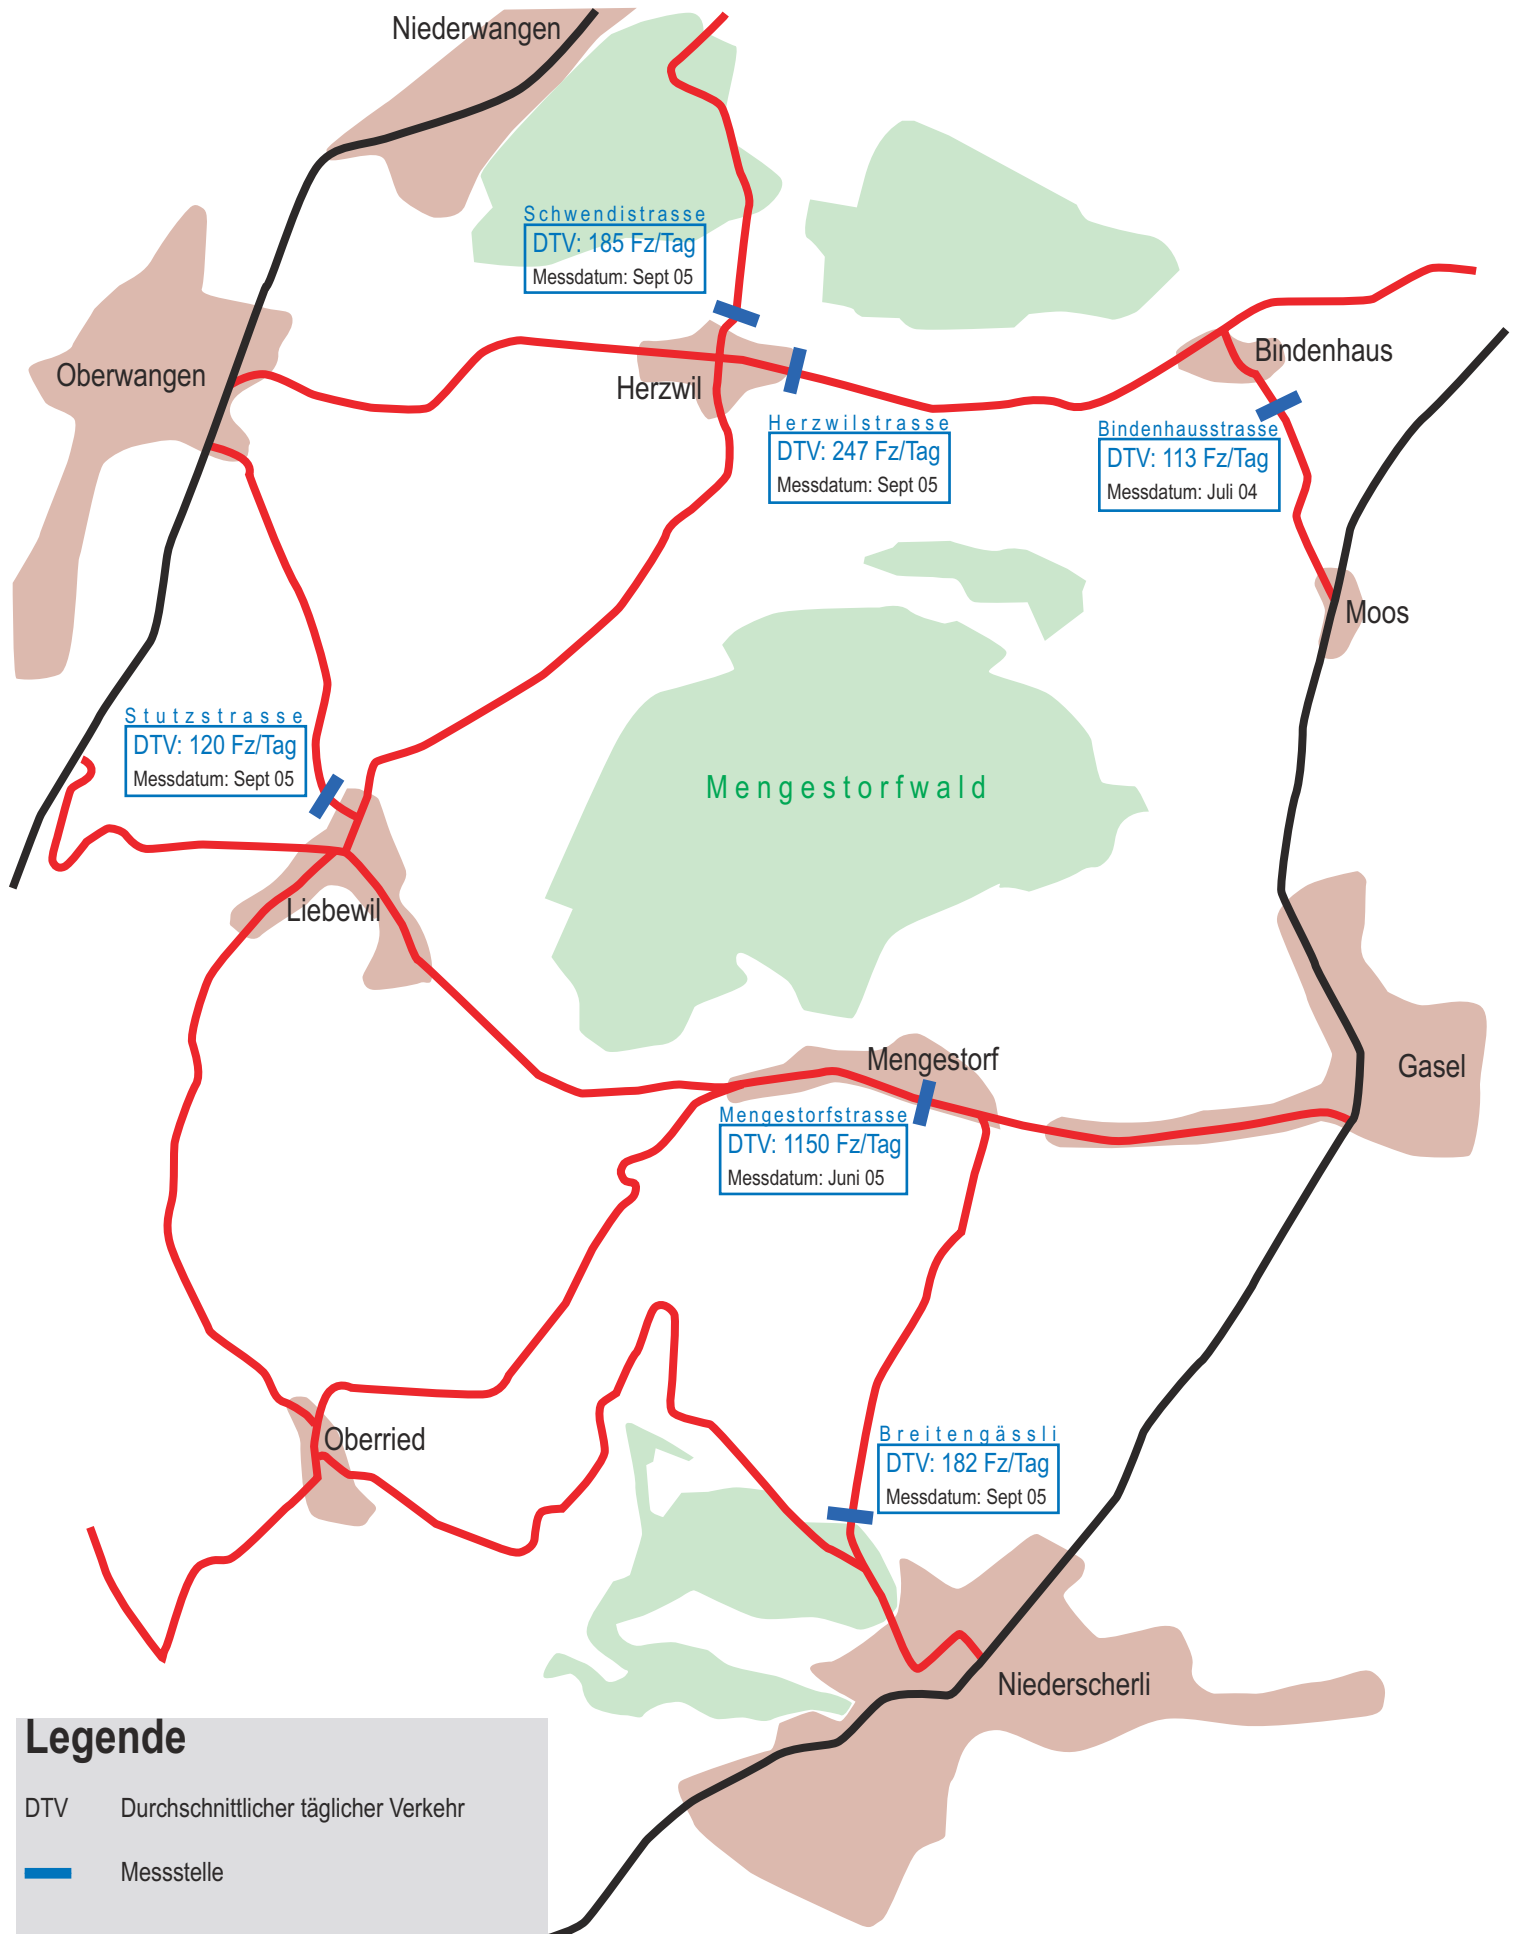 Niederwangen
Schwendistrasse
DTV: 185 Fz/Tag
Messdatum: Sept 05
Oberwangen
Herzwil
Bindenhaus
Herzwilstrasse
DTV: 247 Fz/Tag
Messdatum: Sept 05
Bindenhausstrasse
DTV: 113 Fz/Tag
Messdatum: Juli 04
Moos
Stutzstrasse
DTV: 120 Fz/Tag
Messdatum: Sept 05
Mengestorfwald
Liebewil
Mengestorf
Gasel
Mengestorfstrasse
DTV: 1150 Fz/Tag
Messdatum: Juni 05
Oberried
Breitengässli
DTV: 182 Fz/Tag
Messdatum: Sept 05
Niederscherli
Legende
DTV Durchschnittlicher täglicher Verkehr
Messstelle